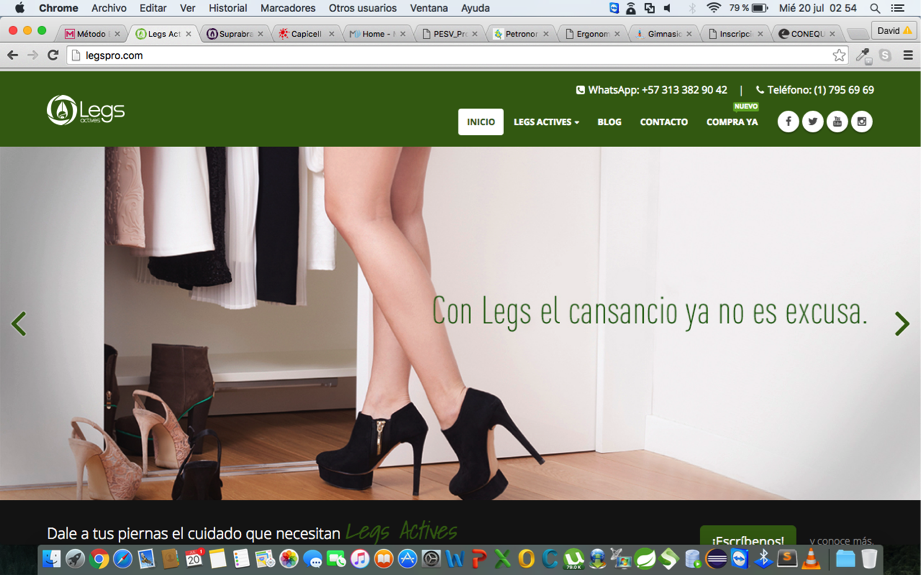 Chrome Archivo Editar Ver Historial Marcadores Otros usuarios Ventana Ayuda 79 % Mié 20 jul 02 54
Método Legs Act Suprabra Capicell Home - PESV_Pr Petrono Ergonom Gimnasio Inscripci CONEQU David
legspro.com
WhatsApp: +57 313 382 90 42 | Teléfono: (1) 795 69 69
NUEVO
Legs
actives
INICIO LEGS ACTIVES BLOG CONTACTO COMPRA YA
Con Legs el cansancio ya no es excusa.
Dale a tus piernas el cuidado que necesitan Legs Actives
¡Escríbenos! y conoce más.